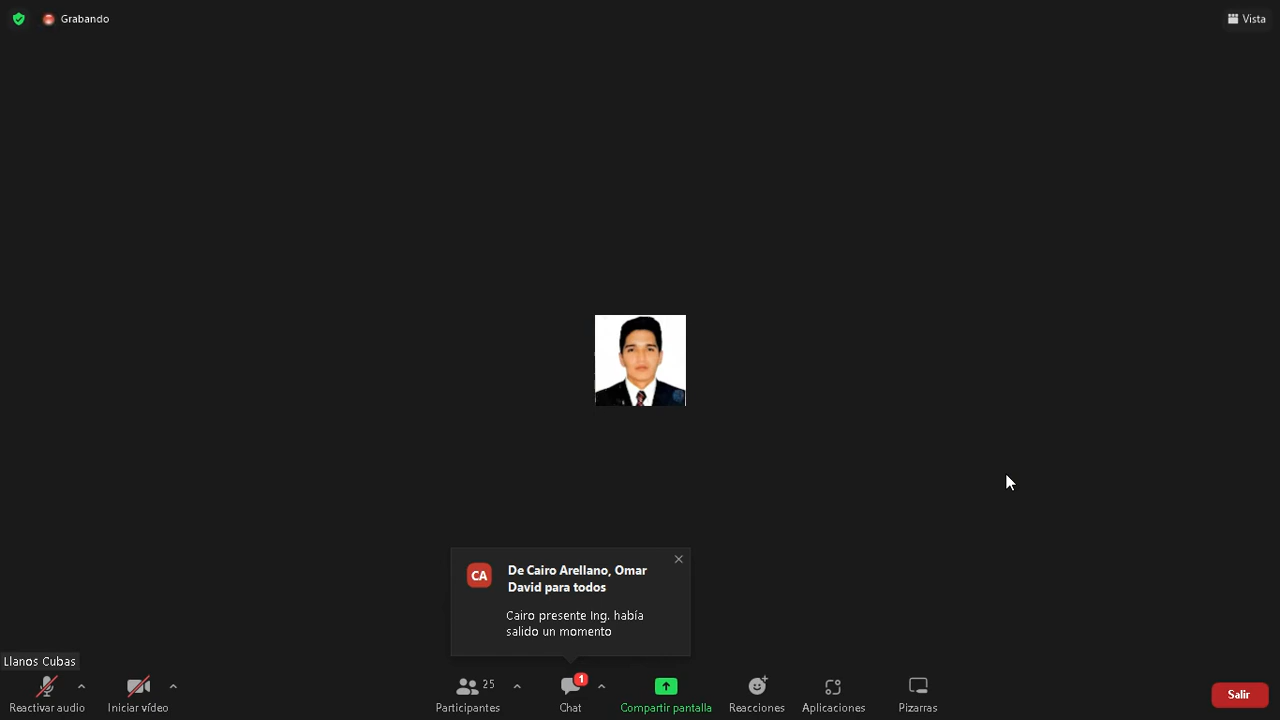 Grabando
Vista
CA
De Cairo Arellano, Omar
David para todos
Cairo presente Ing. había
salido un momento
Llanos Cubas
25
1
Reactivar audio
Iniciar vídeo
Participantes
Chat
Compartir pantalla
Reacciones
Aplicaciones
Pizarras
Salir